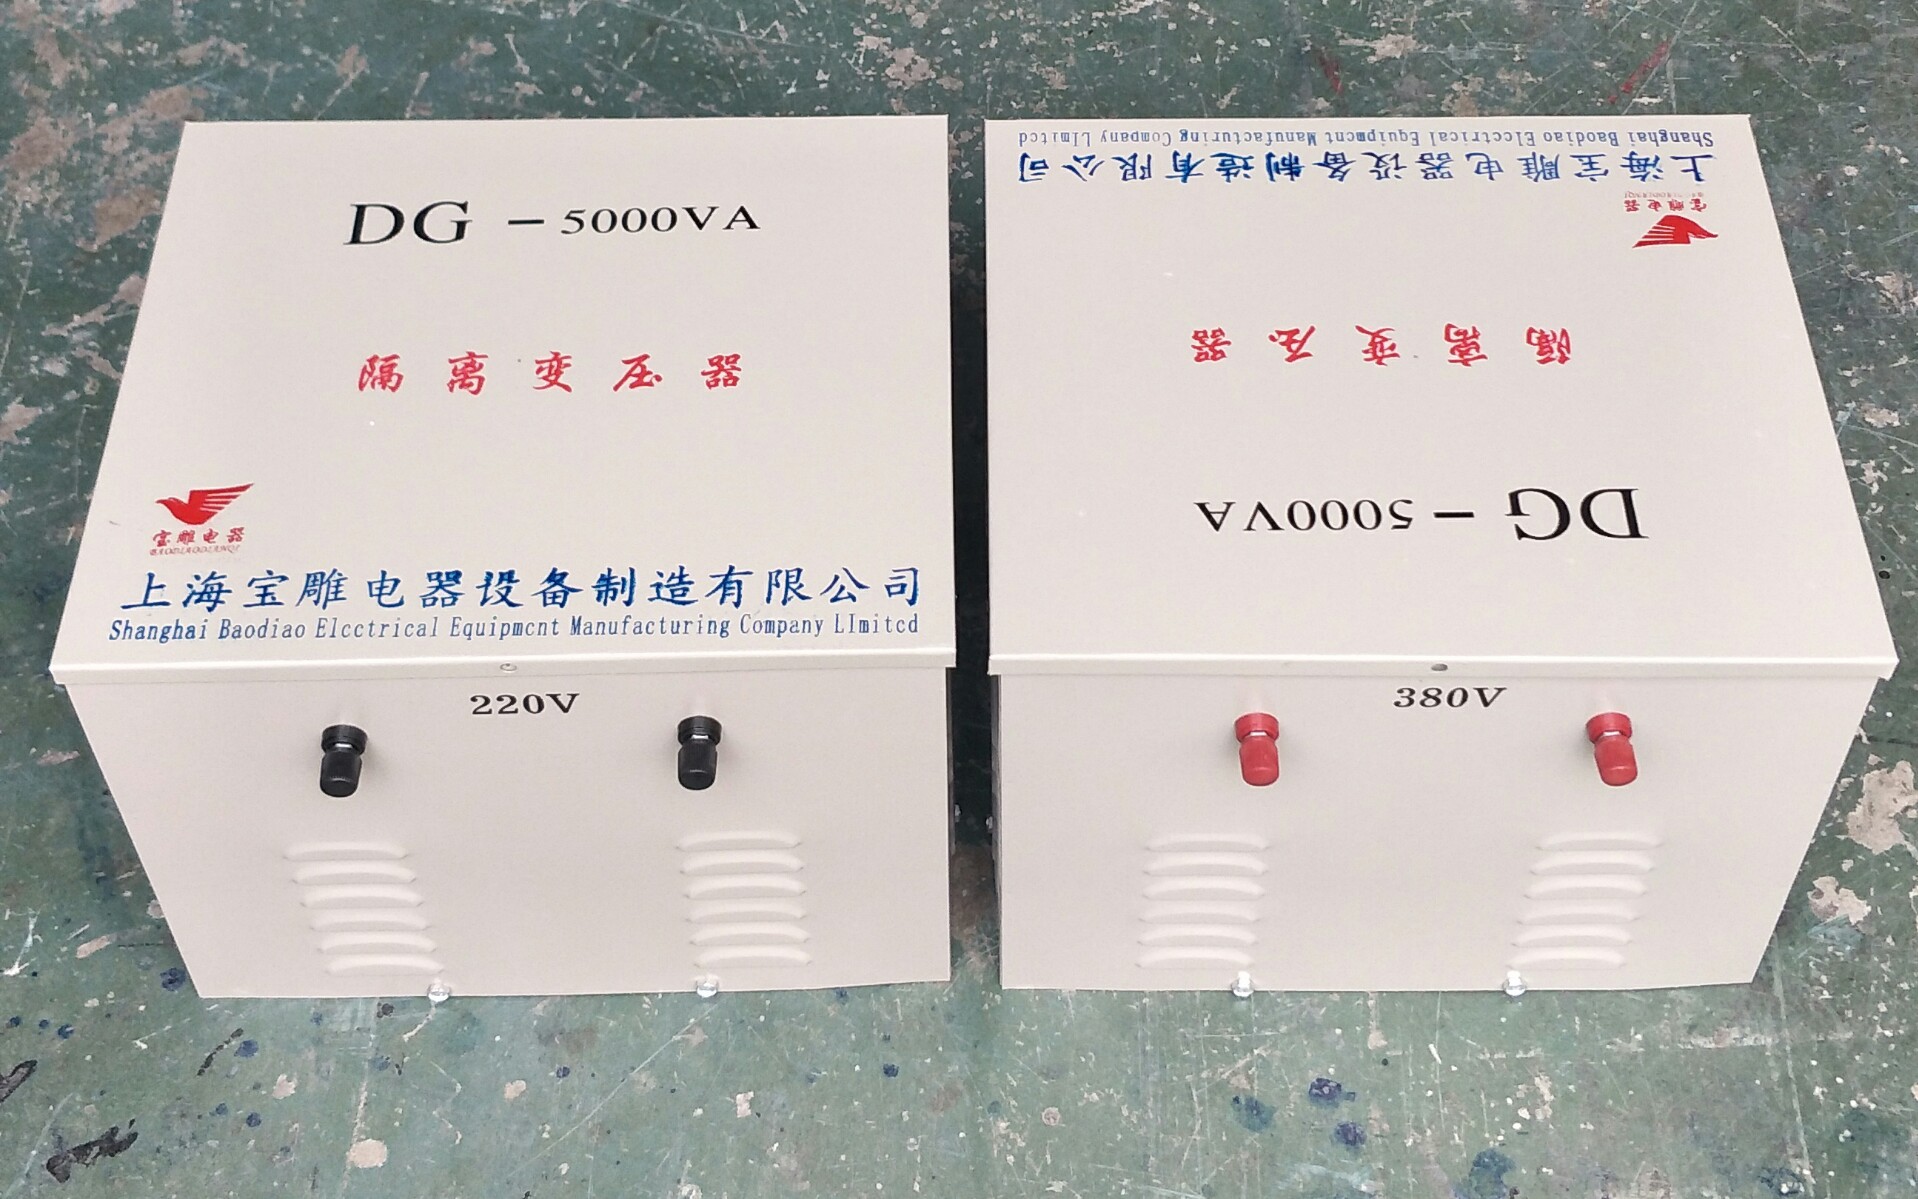 DG - 5000VA
隔离变压器
宝雕电器
BAODIAODIANQI
上海宝雕电器设备制造有限公司
Shanghai Baodiao Elcctrical Equipmcnt Manufacturing Company LImitcd
220V
Shanghai Baodiao Elcctrical Equipmcnt Manufacturing Company LImitcd
上海宝雕电器设备制造有限公司
宝雕电器
隔离变压器
DG - 5000VA
380V